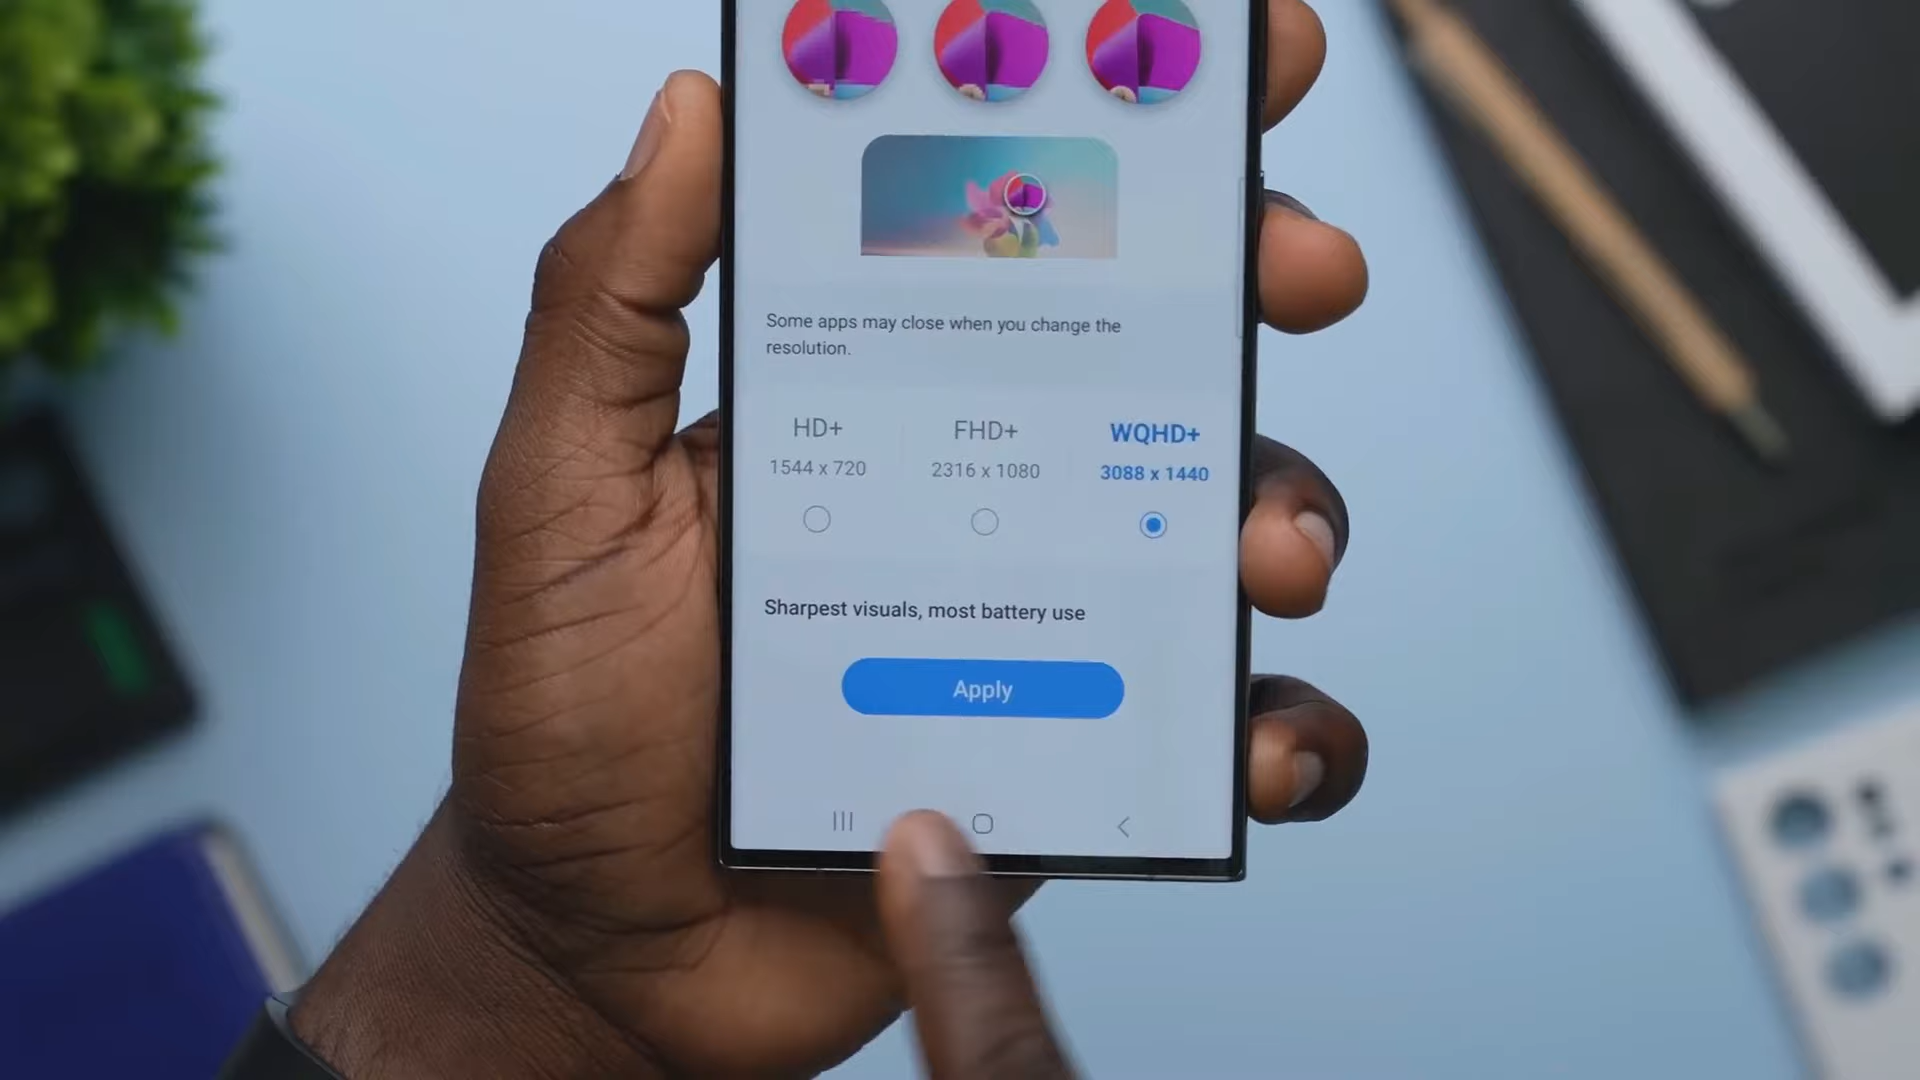 Some apps may close when you change the
resolution.
HD+
FHD+
WQHD+
1544 x 720
2316 x 1080
3088 x 1440
Sharpest visuals, most battery use
Apply